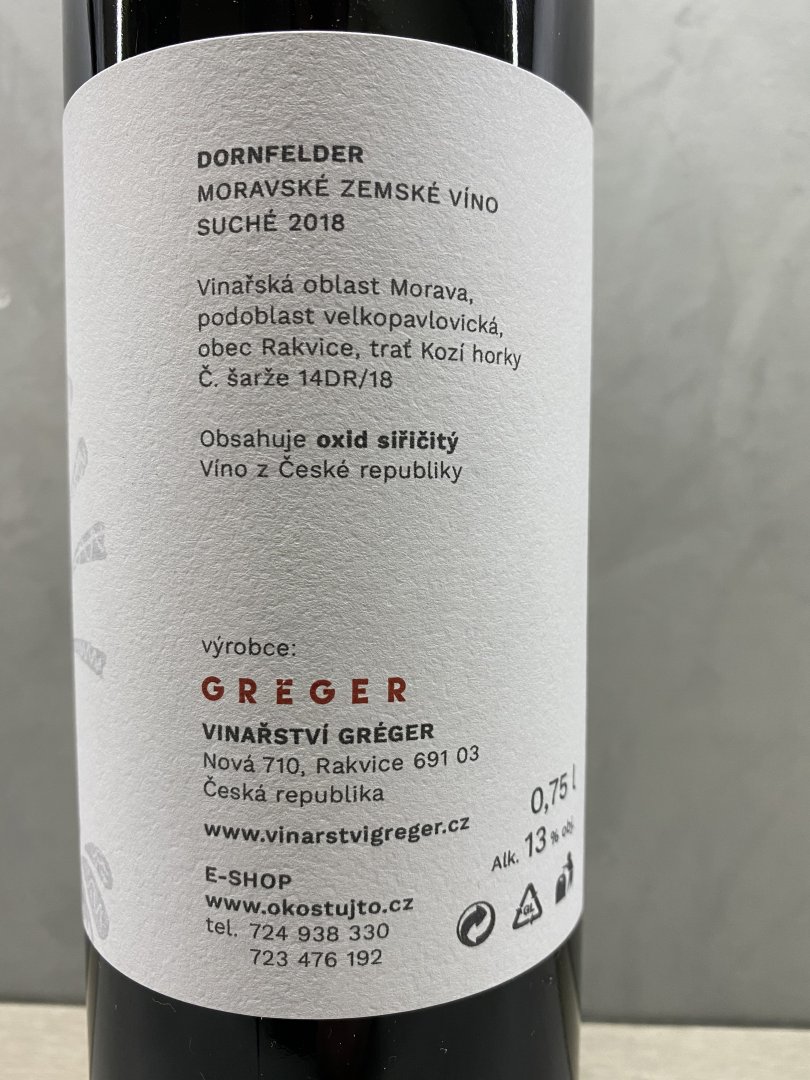 DORNFELDER
MORAVSKÉ ZEMSKÉ VÍNO
SUCHÉ 2018
Vinařská oblast Morava,
podoblast velkopavlovická,
obec Rakvice, trať Kozí horky
Č. šarže 14DR/18
Obsahuje oxid siřičitý
Víno z České republiky
výrobce:
GRĔGER
VINAŘSTVÍ GRÉGER
Nová 710, Rakvice 691 03
Česká republika
www.vinarstvigreger.cz
0,75 l
Alk. 13 % obj.
E-SHOP
www.okostujto.cz
tel. 724 938 330
723 476 192
GL